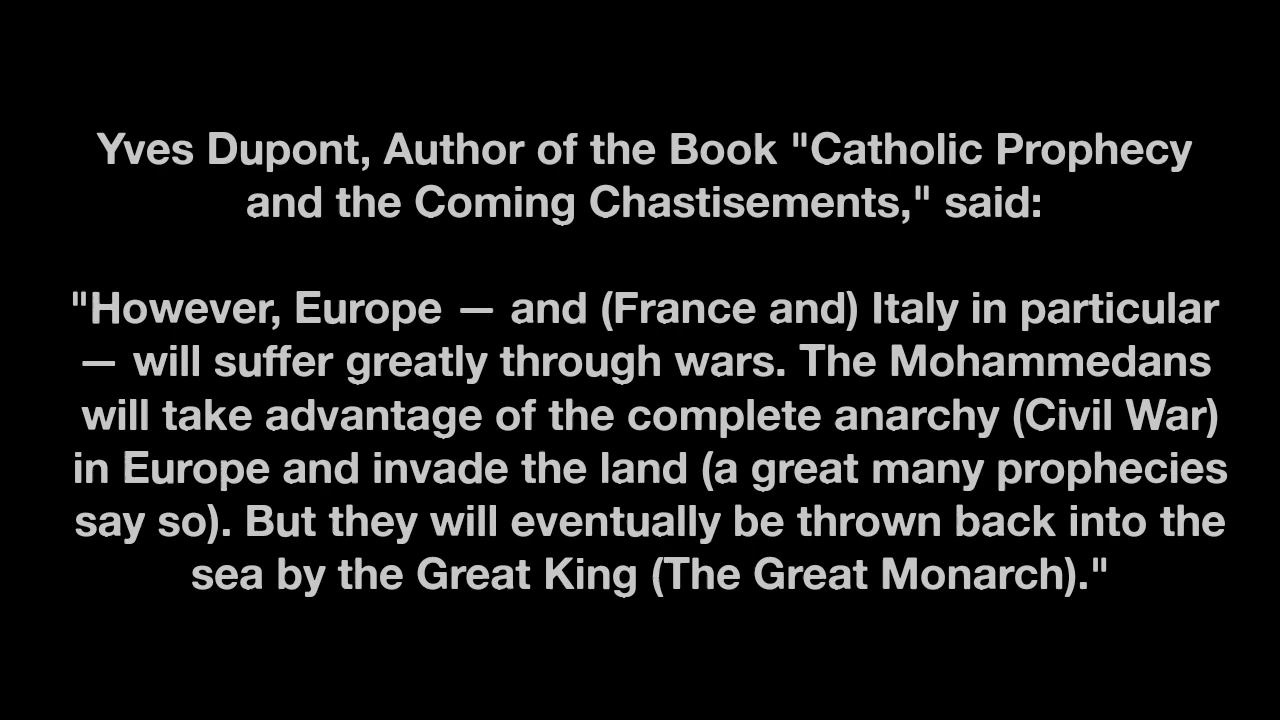 Yves Dupont, Author of the Book "Catholic Prophecy
and the Coming Chastisements," said:
"However, Europe — and (France and) Italy in particular
— will suffer greatly through wars. The Mohammedans
will take advantage of the complete anarchy (Civil War)
in Europe and invade the land (a great many prophecies
say so). But they will eventually be thrown back into the
sea by the Great King (The Great Monarch)."